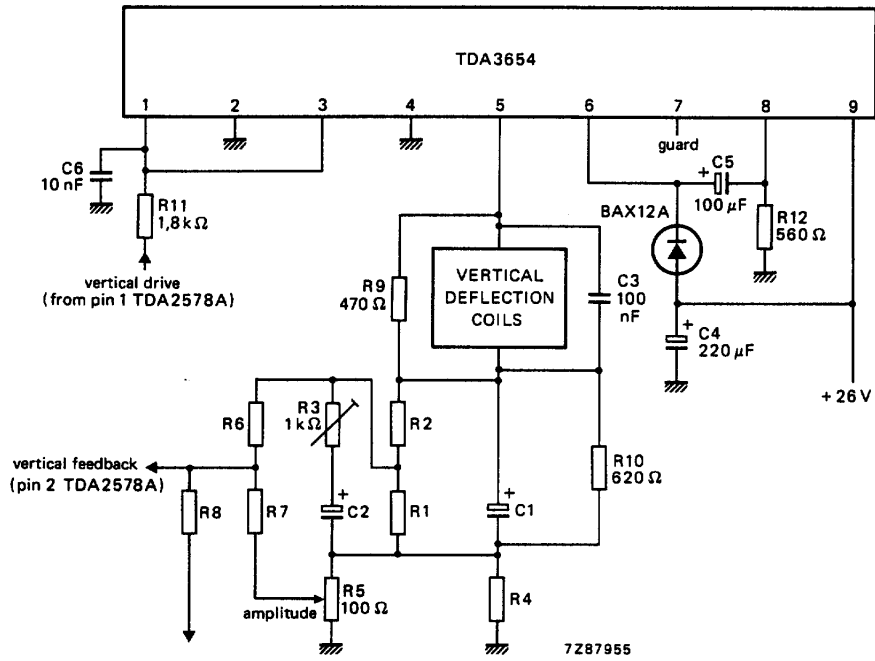 TDA3654
1 2 3 4 5 6 7 8 9
guard
C6
10 nF
R11
1,8 kΩ
vertical drive
(from pin 1 TDA2578A)
R9
470 Ω
VERTICAL
DEFLECTION
COILS
C3
100
nF
BAX12A
+
C5
100 µF
R12
560 Ω
+
C4
220 µF
+ 26 V
R6
R3
1 kΩ
R2
R10
620 Ω
vertical feedback
(pin 2 TDA2578A)
R8
R7
+
C2
R1
+
C1
amplitude
R5
100 Ω
R4
7Z87955